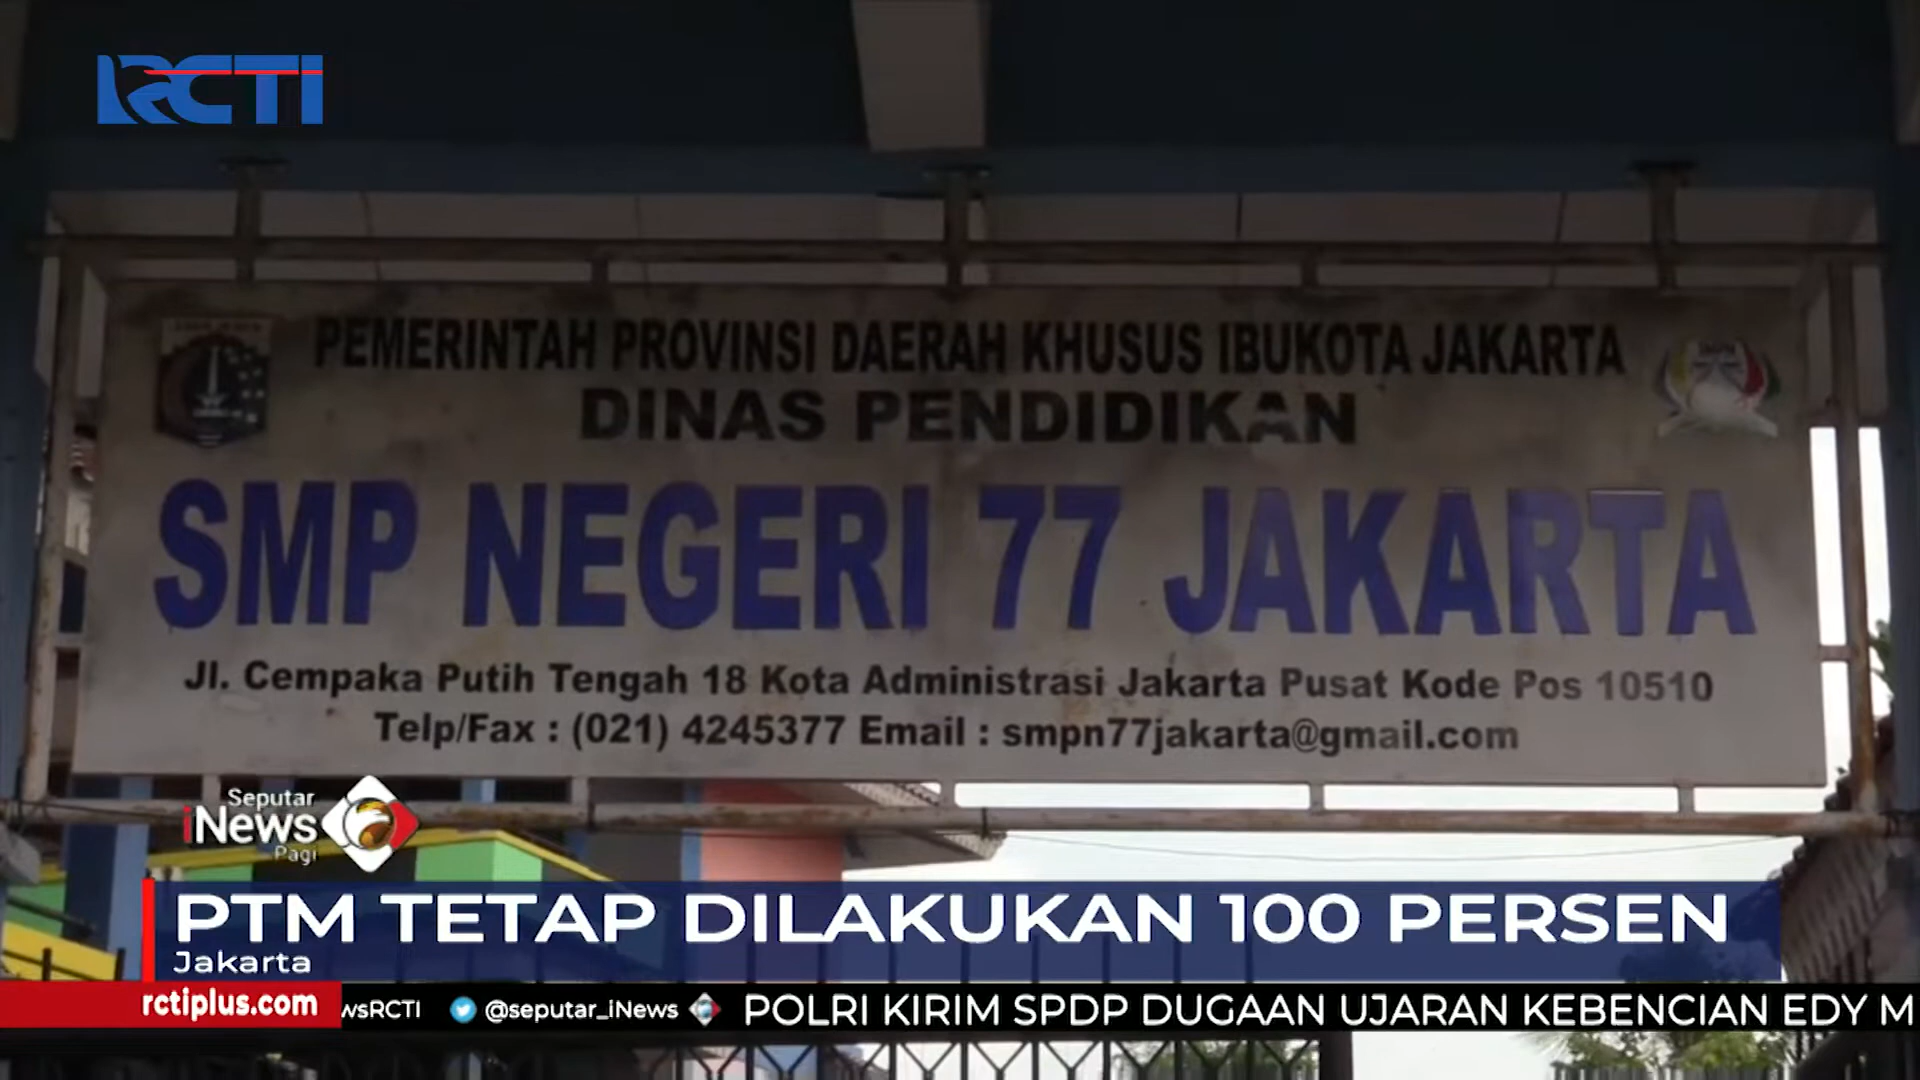 RCTI
PEMERINTAH PROVINSI DAERAH KHUSUS IBUKOTA JAKARTA
DINAS PENDIDIKAN
SMP NEGERI 77 JAKARTA
Jl. Cempaka Putih Tengah 18 Kota Administrasi Jakarta Pusat Kode Pos 10510
Telp/Fax : (021) 4245377 Email : smpn77jakarta@gmail.com
Seputar
iNews
Pagi
PTM TETAP DILAKUKAN 100 PERSEN
Jakarta
rctiplus.com wsRCTI @seputar_iNews POLRI KIRIM SPDP DUGAAN UJARAN KEBENCIAN EDY M